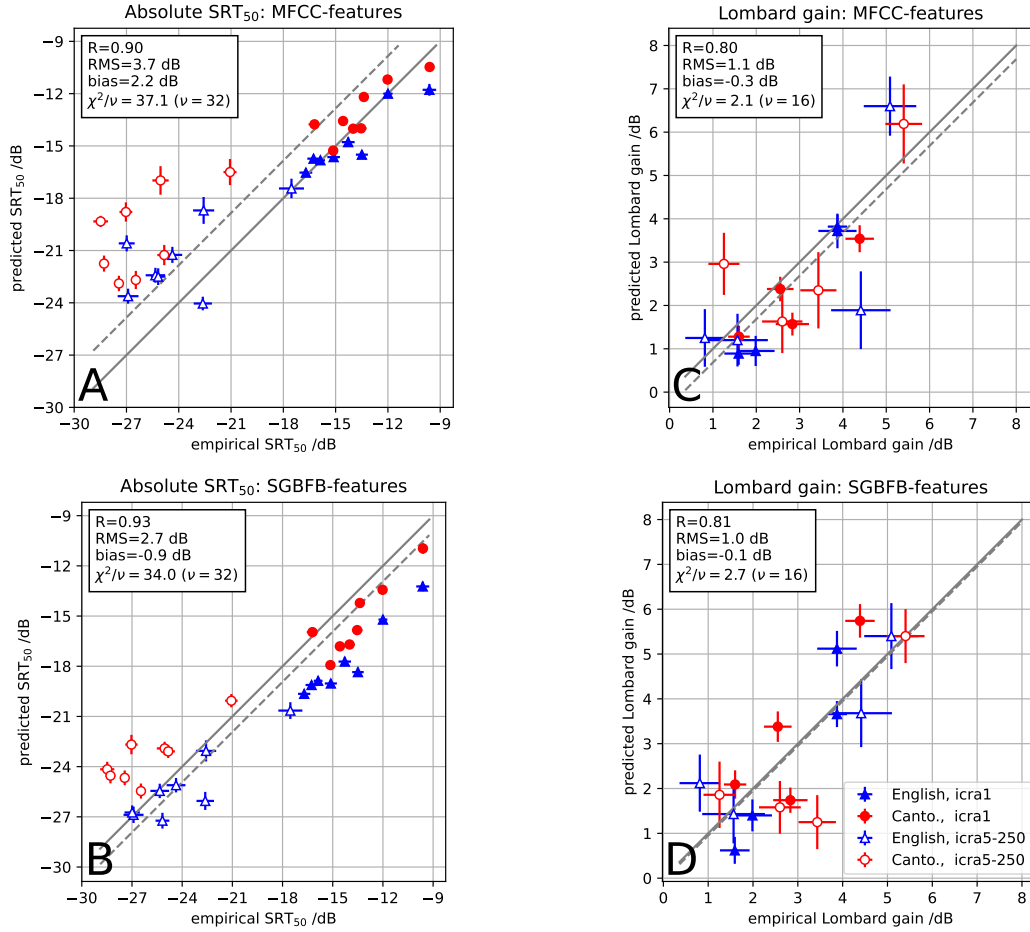 Absolute SRT₅₀: MFCC-features
R=0.90
RMS=3.7 dB
bias=2.2 dB
χ²/ν = 37.1 (ν = 32)
predicted SRT₅₀ /dB
−9
−12
−15
−18
−21
−24
−27
−30
A
−30 −27 −24 −21 −18 −15 −12 −9
empirical SRT₅₀ /dB
Lombard gain: MFCC-features
R=0.80
RMS=1.1 dB
bias=-0.3 dB
χ²/ν = 2.1 (ν = 16)
predicted Lombard gain /dB
8
7
6
5
4
3
2
1
0
C
0 1 2 3 4 5 6 7 8
empirical Lombard gain /dB
Absolute SRT₅₀: SGBFB-features
R=0.93
RMS=2.7 dB
bias=-0.9 dB
χ²/ν = 34.0 (ν = 32)
predicted SRT₅₀ /dB
−9
−12
−15
−18
−21
−24
−27
−30
B
−30 −27 −24 −21 −18 −15 −12 −9
empirical SRT₅₀ /dB
Lombard gain: SGBFB-features
R=0.81
RMS=1.0 dB
bias=-0.1 dB
χ²/ν = 2.7 (ν = 16)
predicted Lombard gain /dB
8
7
6
5
4
3
2
1
0
D
English, icra1
Canto., icra1
English, icra5-250
Canto., icra5-250
0 1 2 3 4 5 6 7 8
empirical Lombard gain /dB